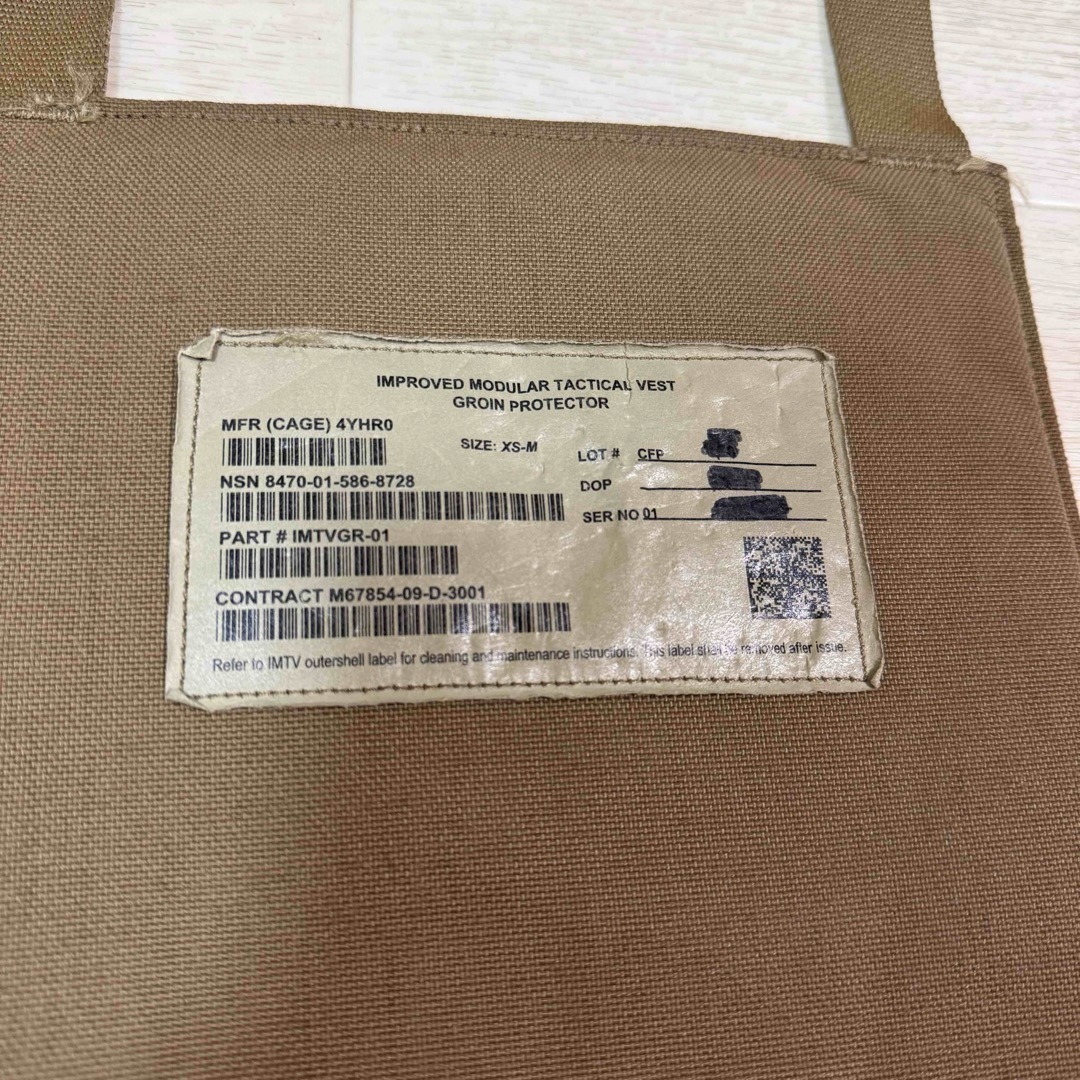 IMPROVED MODULAR TACTICAL VEST
GROIN PROTECTOR
MFR (CAGE) 4YHR0
SIZE: XS-M
LOT # CFP
NSN 8470-01-586-8728
DOP
SER NO 01
PART # IMTVGR-01
CONTRACT M67854-09-D-3001
Refer to IMTV outershell label for cleaning and maintenance instructions. This label shall be removed after issue.